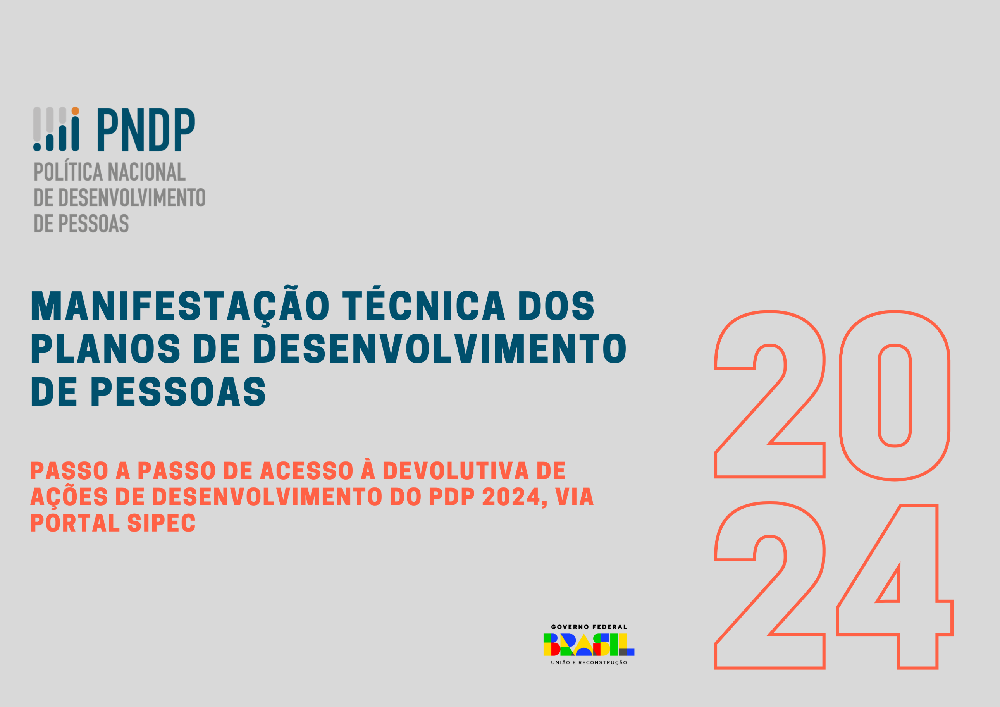 PNDP
POLÍTICA NACIONAL
DE DESENVOLVIMENTO
DE PESSOAS
MANIFESTAÇÃO TÉCNICA DOS
PLANOS DE DESENVOLVIMENTO
DE PESSOAS
PASSO A PASSO DE ACESSO À DEVOLUTIVA DE
AÇÕES DE DESENVOLVIMENTO DO PDP 2024, VIA
PORTAL SIPEC
20
24
GOVERNO FEDERAL
BRASIL
UNIÃO E RECONSTRUÇÃO